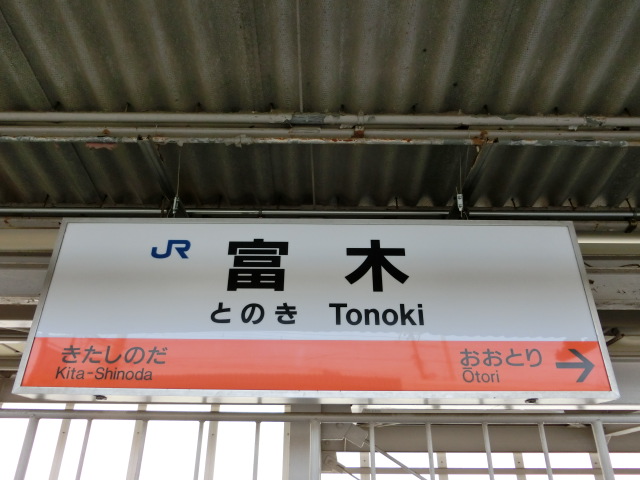 JR 富木
とのき Tonoki
きたしのだ おおとり →
Kita-Shinoda Ōtori